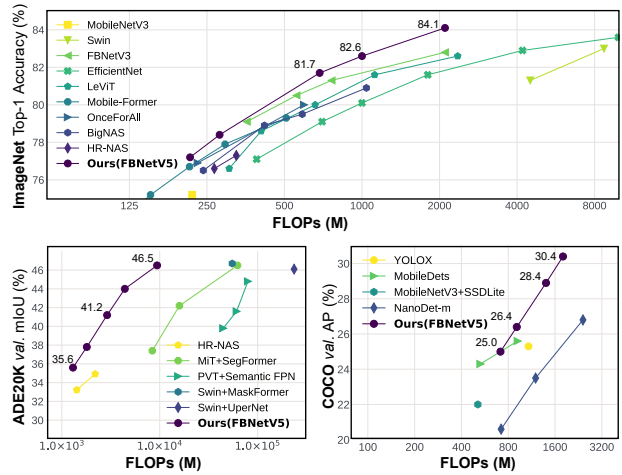 ImageNet Top-1 Accuracy (%)
84
82
80
78
76
MobileNetV3
Swin
FBNetV3
EfficientNet
LeViT
Mobile-Former
OnceForAll
BigNAS
HR-NAS
Ours(FBNetV5)
81.7
82.6
84.1
125
250
500
1000
2000
4000
8000
FLOPs (M)
ADE20K val. mIoU (%)
46
44
42
40
38
36
34
32
30
35.6
41.2
46.5
HR-NAS
MiT+SegFormer
PVT+Semantic FPN
Swin+MaskFormer
Swin+UperNet
Ours(FBNetV5)
1.0×10³
1.0×10⁴
1.0×10⁵
FLOPs (M)
COCO val. AP (%)
30
28
26
24
22
20
YOLOX
MobileDets
MobileNetV3+SSDLite
NanoDet-m
Ours(FBNetV5)
25.0
26.4
28.4
30.4
100
200
400
800
1600
3200
FLOPs (M)